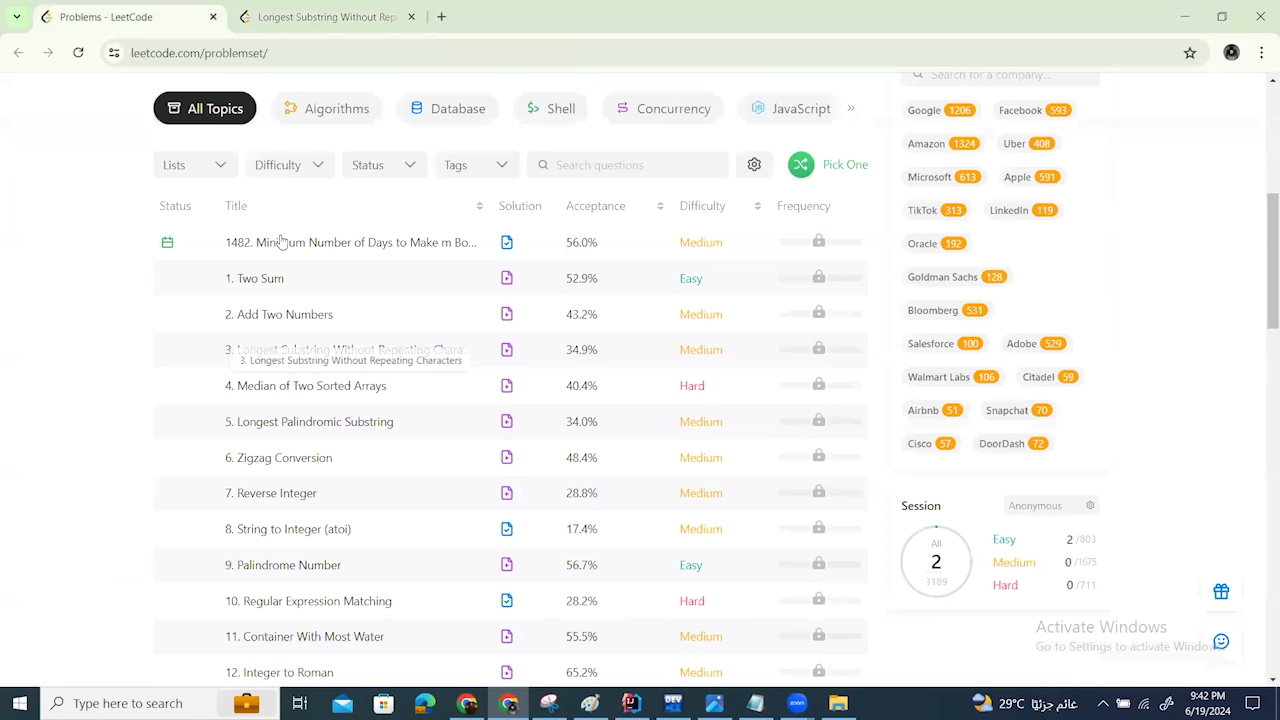 Problems - LeetCode
Longest Substring Without Rep
leetcode.com/problemset/
All Topics
Algorithms
Database
Shell
Concurrency
JavaScript
Lists
Difficulty
Status
Tags
Search questions
Pick One
Status Title Solution Acceptance Difficulty Frequency
1482. Minimum Number of Days to Make m Bo... 56.0% Medium
1. Two Sum 52.9% Easy
2. Add Two Numbers 43.2% Medium
3. Longest Substring Without Repeating Chara... 34.9% Medium
3. Longest Substring Without Repeating Characters
4. Median of Two Sorted Arrays 40.4% Hard
5. Longest Palindromic Substring 34.0% Medium
6. Zigzag Conversion 48.4% Medium
7. Reverse Integer 28.8% Medium
8. String to Integer (atoi) 17.4% Medium
9. Palindrome Number 56.7% Easy
10. Regular Expression Matching 28.2% Hard
11. Container With Most Water 55.5% Medium
12. Integer to Roman 65.2% Medium
Search for a company...
Google 1206 Facebook 593
Amazon 1324 Uber 408
Microsoft 613 Apple 591
TikTok 313 LinkedIn 119
Oracle 192
Goldman Sachs 128
Bloomberg 531
Salesforce 100 Adobe 529
Walmart Labs 106 Citadel 59
Airbnb 51 Snapchat 70
Cisco 57 DoorDash 72
Session Anonymous
All
2
3189
Easy 2 /803
Medium 0 /1675
Hard 0 /711
Activate Windows
Go to Settings to activate Windows.
Type here to search
غائم جزئيًا 29°
9:42 PM
6/19/2024